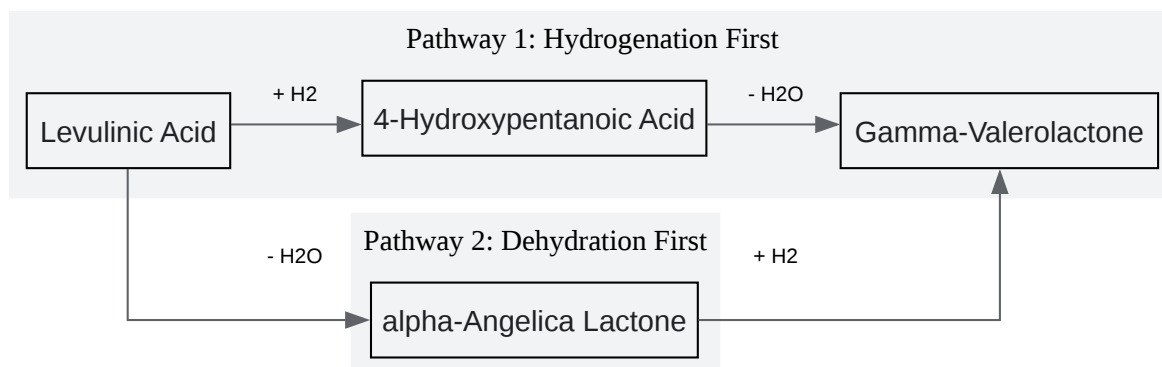 Pathway 1: Hydrogenation First
+ H2
- H2O
Levulinic Acid
4-Hydroxypentanoic Acid
Gamma-Valerolactone
Pathway 2: Dehydration First
- H2O
+ H2
alpha-Angelica Lactone